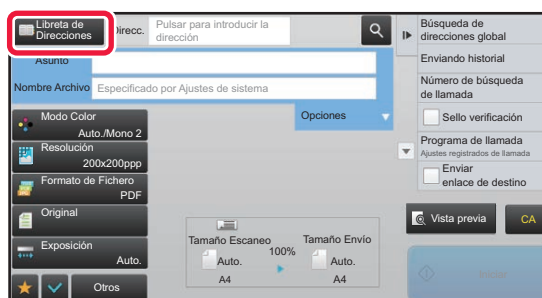 Libreta de
Direcciones
Direcc.
Pulsar para introducir la
dirección
Asunto
Nombre Archivo
Especificado por Ajustes de sistema
Opciones
Modo Color
Auto./Mono 2
Resolución
200x200ppp
Formato de Fichero
PDF
Original
Exposición
Auto.
Otros
Tamaño Escaneo
100%
Tamaño Envío
Auto.
Auto.
A4
A4
Búsqueda de
direcciones global
Enviando historial
Número de búsqueda
de llamada
Sello verificación
Programa de llamada
Ajustes registrados de llamada
Enviar
enlace de destino
Vista previa
CA
Iniciar